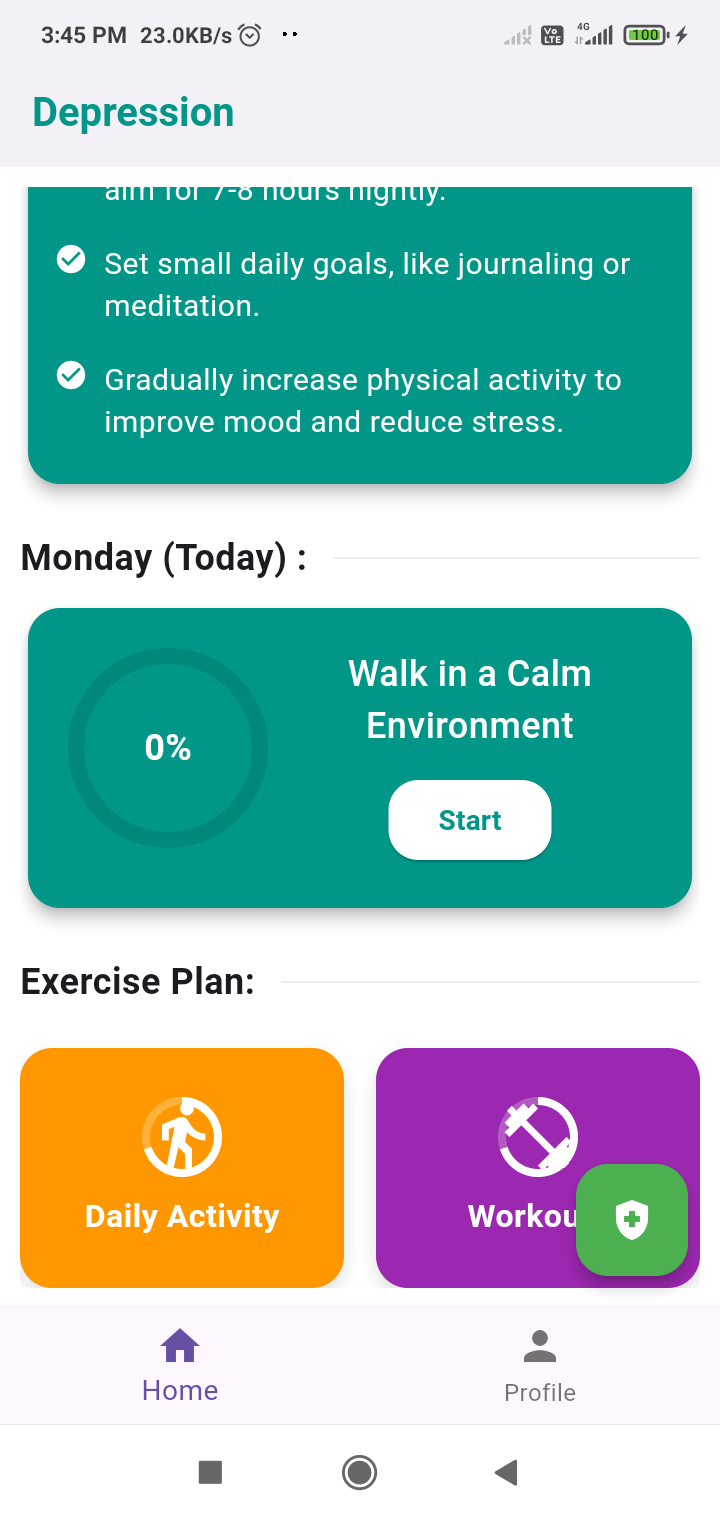 3:45 PM 23.0KB/s
Vo LTE 4G 100
Depression
aim for 7-8 hours nightly.
Set small daily goals, like journaling or
meditation.
Gradually increase physical activity to
improve mood and reduce stress.
Monday (Today) :
0%
Walk in a Calm
Environment
Start
Exercise Plan:
Daily Activity
Workou
Home
Profile